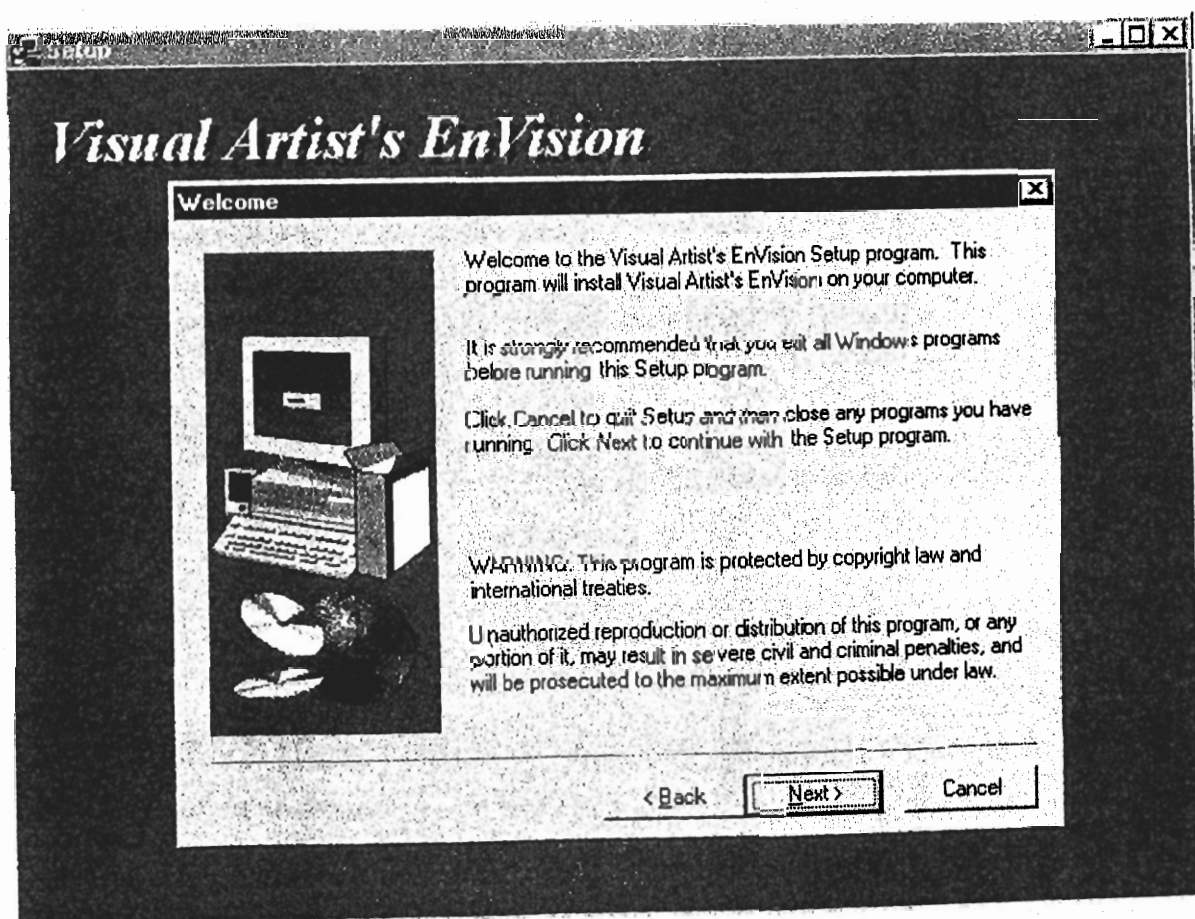 Setup
Visual Artist's EnVision
Welcome
Welcome to the Visual Artist's EnVision Setup program. This
program will install Visual Artist's EnVision on your computer.
It is strongly recommended that you exit all Windows programs
before running this Setup program.
Click Cancel to quit Setup and then close any programs you have
running. Click Next to continue with the Setup program.
WARNING: This program is protected by copyright law and
international treaties.
Unauthorized reproduction or distribution of this program, or any
portion of it, may result in severe civil and criminal penalties, and
will be prosecuted to the maximum extent possible under law.
< Back Next > Cancel